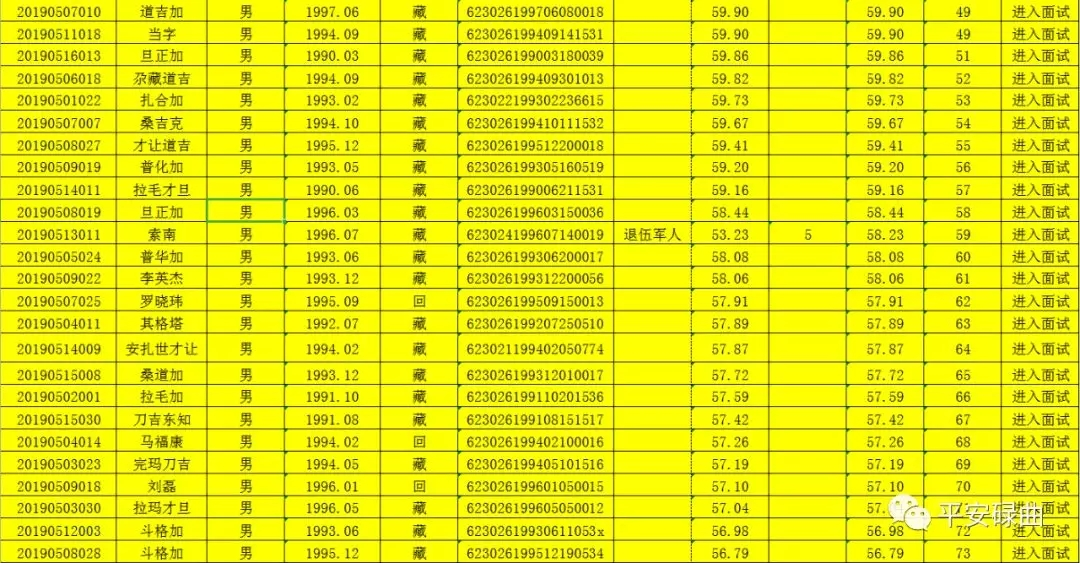 20190507010 道吉加 男 1997.06 藏 623026199706080018 59.90 59.90 49 进入面试
20190511018 当字 男 1994.09 藏 623026199409141531 59.90 59.90 49 进入面试
20190516013 旦正加 男 1990.03 藏 623026199003180039 59.86 59.86 51 进入面试
20190506018 尕藏道吉 男 1994.09 藏 623026199409301013 59.82 59.82 52 进入面试
20190501022 扎合加 男 1993.02 藏 623022199302236615 59.73 59.73 53 进入面试
20190507007 桑吉克 男 1994.10 藏 623026199410111532 59.67 59.67 54 进入面试
20190508027 才让道吉 男 1995.12 藏 623026199512200018 59.41 59.41 55 进入面试
20190509019 普化加 男 1993.05 藏 623026199305160519 59.20 59.20 56 进入面试
20190514011 拉毛才旦 男 1990.06 藏 623026199006211531 59.16 59.16 57 进入面试
20190508019 旦正加 男 1996.03 藏 623026199603150036 58.44 58.44 58 进入面试
20190513011 索南 男 1996.07 藏 623024199607140019 退伍军人 53.23 5 58.23 59 进入面试
20190505024 普华加 男 1993.06 藏 623026199306200017 58.08 58.08 60 进入面试
20190509022 李英杰 男 1993.12 藏 623026199312200056 58.06 58.06 61 进入面试
20190507025 罗晓玮 男 1995.09 回 623026199509150013 57.91 57.91 62 进入面试
20190504011 其格塔 男 1992.07 藏 623026199207250510 57.89 57.89 63 进入面试
20190514009 安扎世才让 男 1994.02 藏 623021199402050774 57.87 57.87 64 进入面试
20190515008 桑道加 男 1993.12 藏 623026199312010017 57.72 57.72 65 进入面试
20190502001 拉毛加 男 1991.10 藏 623026199110201536 57.59 57.59 66 进入面试
20190515030 刀吉东知 男 1991.08 藏 623026199108151517 57.42 57.42 67 进入面试
20190504014 马福康 男 1994.02 回 623026199402100016 57.26 57.26 68 进入面试
20190503023 完玛刀吉 男 1994.05 藏 623026199405101516 57.19 57.19 69 进入面试
20190509018 刘磊 男 1996.01 回 623026199601050015 57.10 57.10 70 进入面试
20190503030 拉玛才旦 男 1996.05 藏 623026199605050012 57.04 进入面试
20190512003 斗格加 男 1993.06 藏 62302619930611053x 56.98 56.98 72 进入面试
20190508028 斗格加 男 1995.12 藏 623026199512190534 56.79 56.79 73 进入面试
平安碌曲